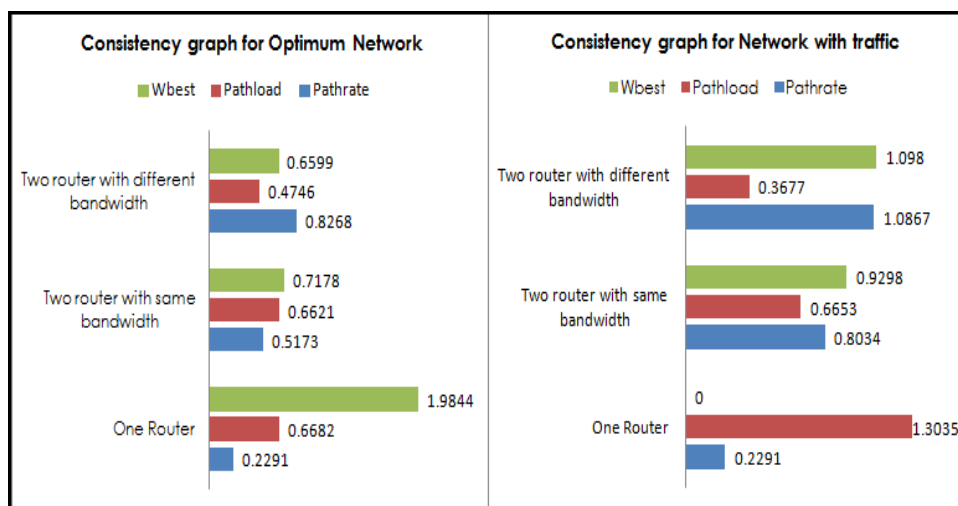 Consistency graph for Optimum Network
Wbest Pathload Pathrate
Two router with different
bandwidth
0.6599
0.4746
0.8268
Two router with same
bandwidth
0.7178
0.6621
0.5173
One Router
1.9844
0.6682
0.2291
Consistency graph for Network with traffic
Wbest Pathload Pathrate
Two router with different
bandwidth
1.098
0.3677
1.0867
Two router with same
bandwidth
0.9298
0.6653
0.8034
One Router
0
1.3035
0.2291